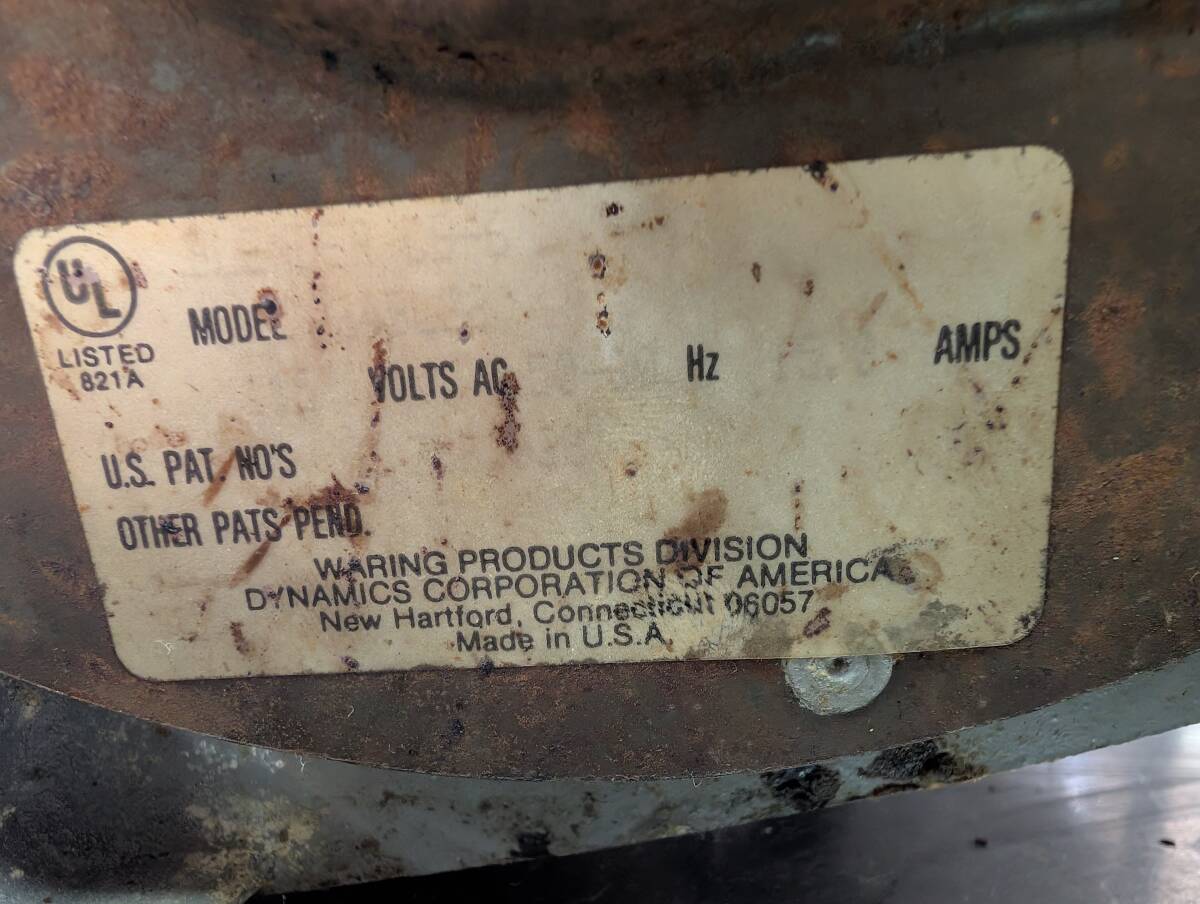 UL
LISTED
821A
MODEL
VOLTS AC
Hz
AMPS
U.S. PAT. NO'S
OTHER PATS PEND.
WARING PRODUCTS DIVISION
DYNAMICS CORPORATION OF AMERICA
New Hartford, Connecticut 06057
Made in U.S.A.